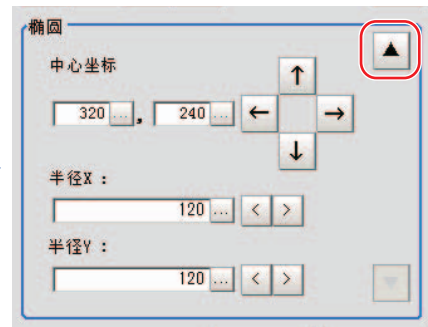 椭圆
▲
中心坐标
↑
320 ... , 240 ... ← →
↓
半径X :
120 ... < >
半径Y :
120 ... < >
▼